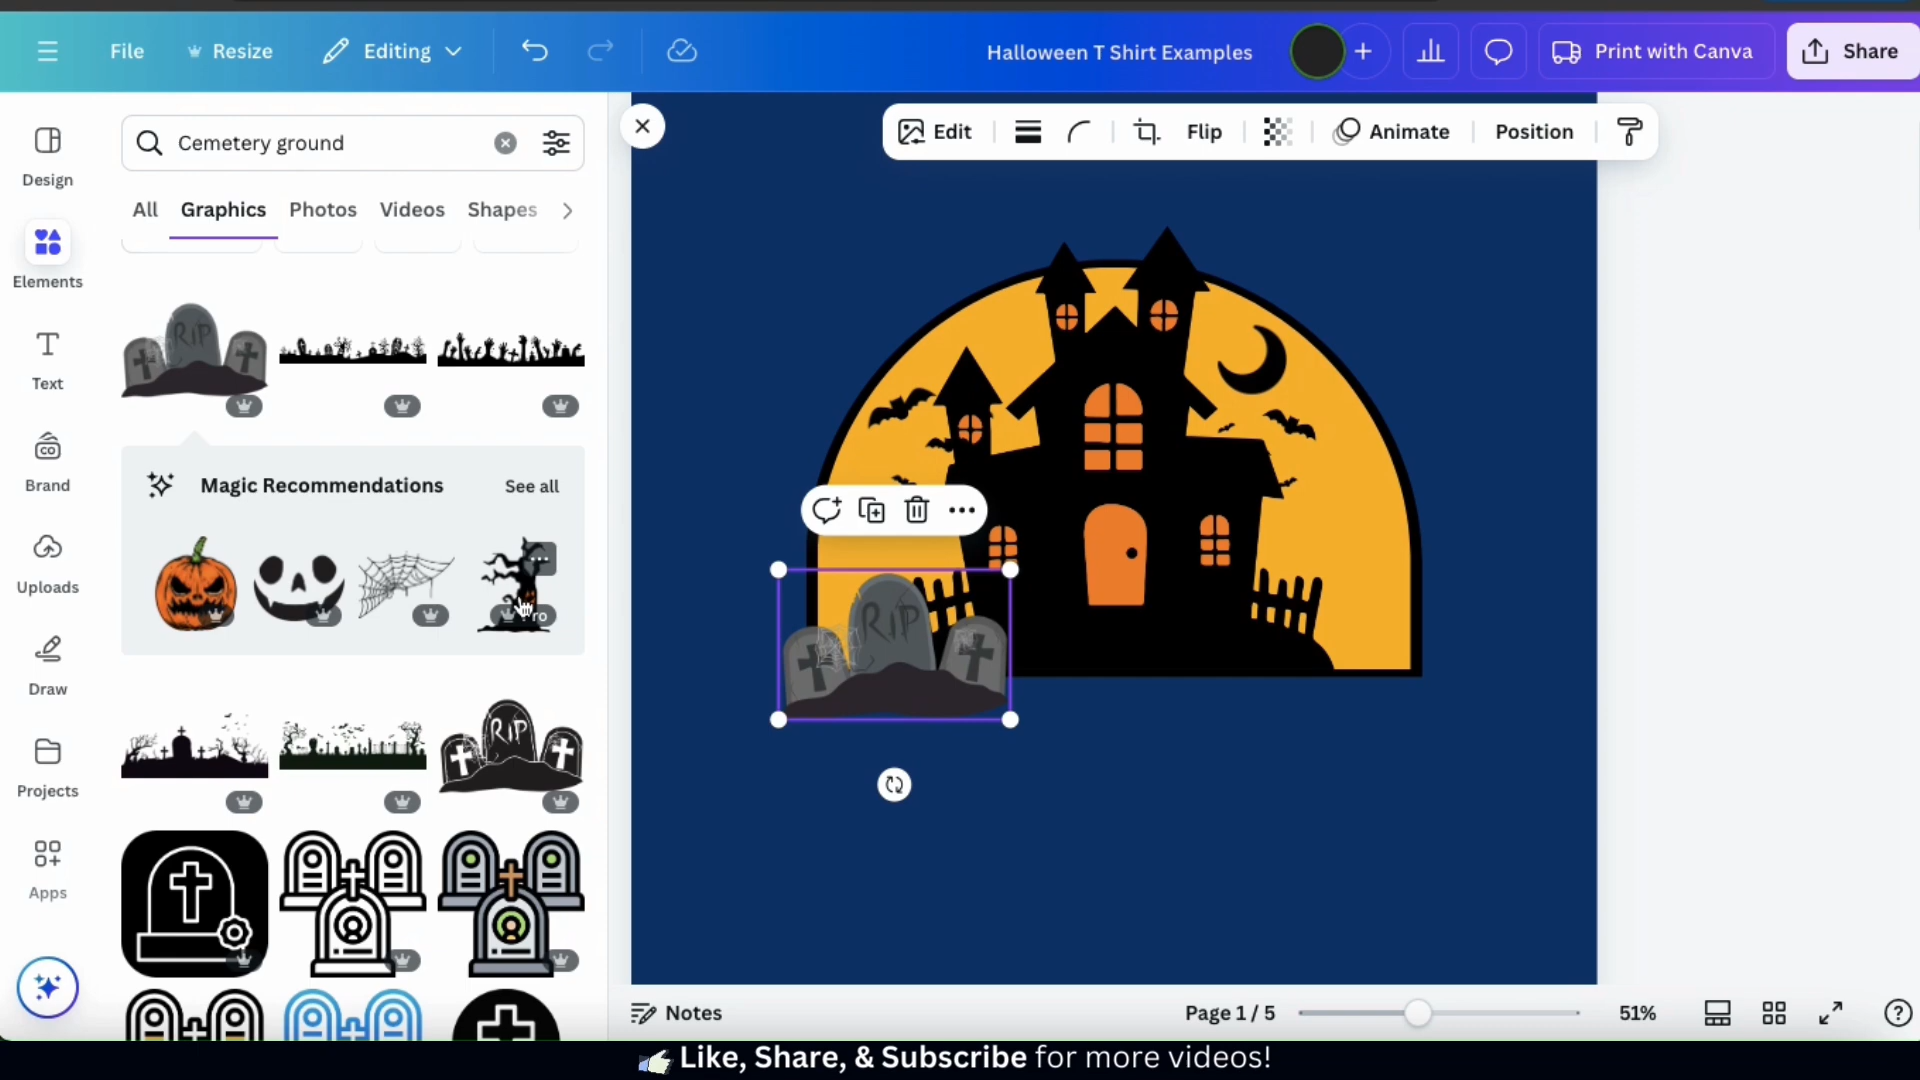 File
Resize
Editing
Halloween T Shirt Examples
Print with Canva
Share
Design
Elements
Text
Brand
Uploads
Draw
Projects
Apps
Cemetery ground
All Graphics Photos Videos Shapes
RIP
Magic Recommendations See all
RIP
Edit
Flip
Animate
Position
RIP
Notes
Page 1 / 5
51%
Like, Share, & Subscribe for more videos!